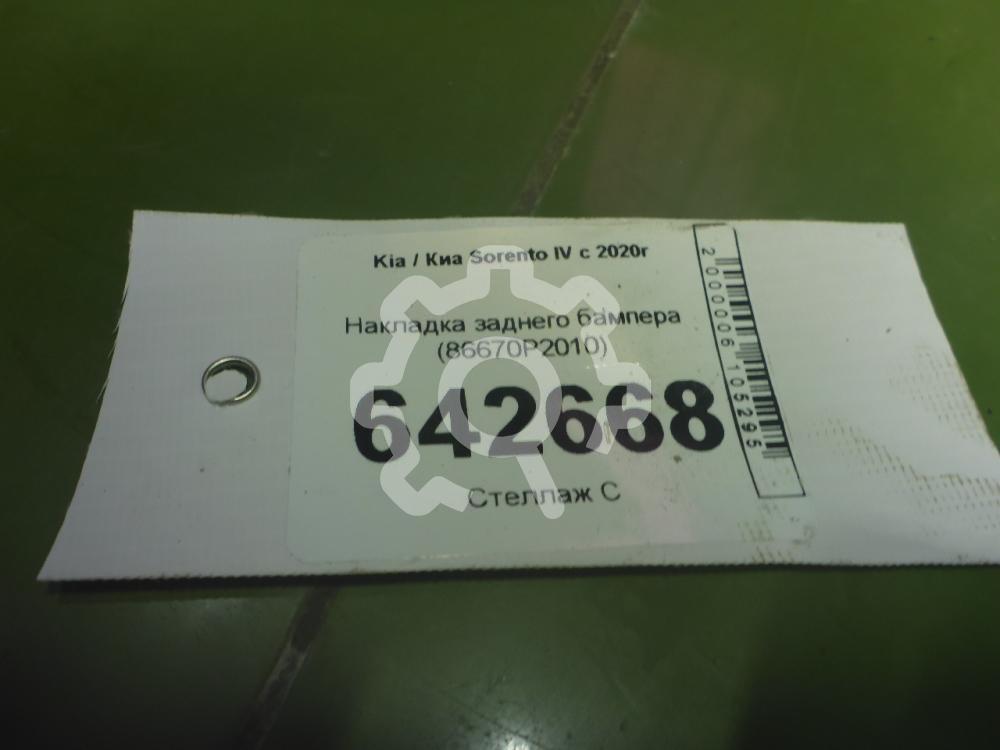 Kia / Киа Sorento IV с 2020г
Накладка заднего бампера
(86670P2010)
642668
Стеллаж С
2000006105295